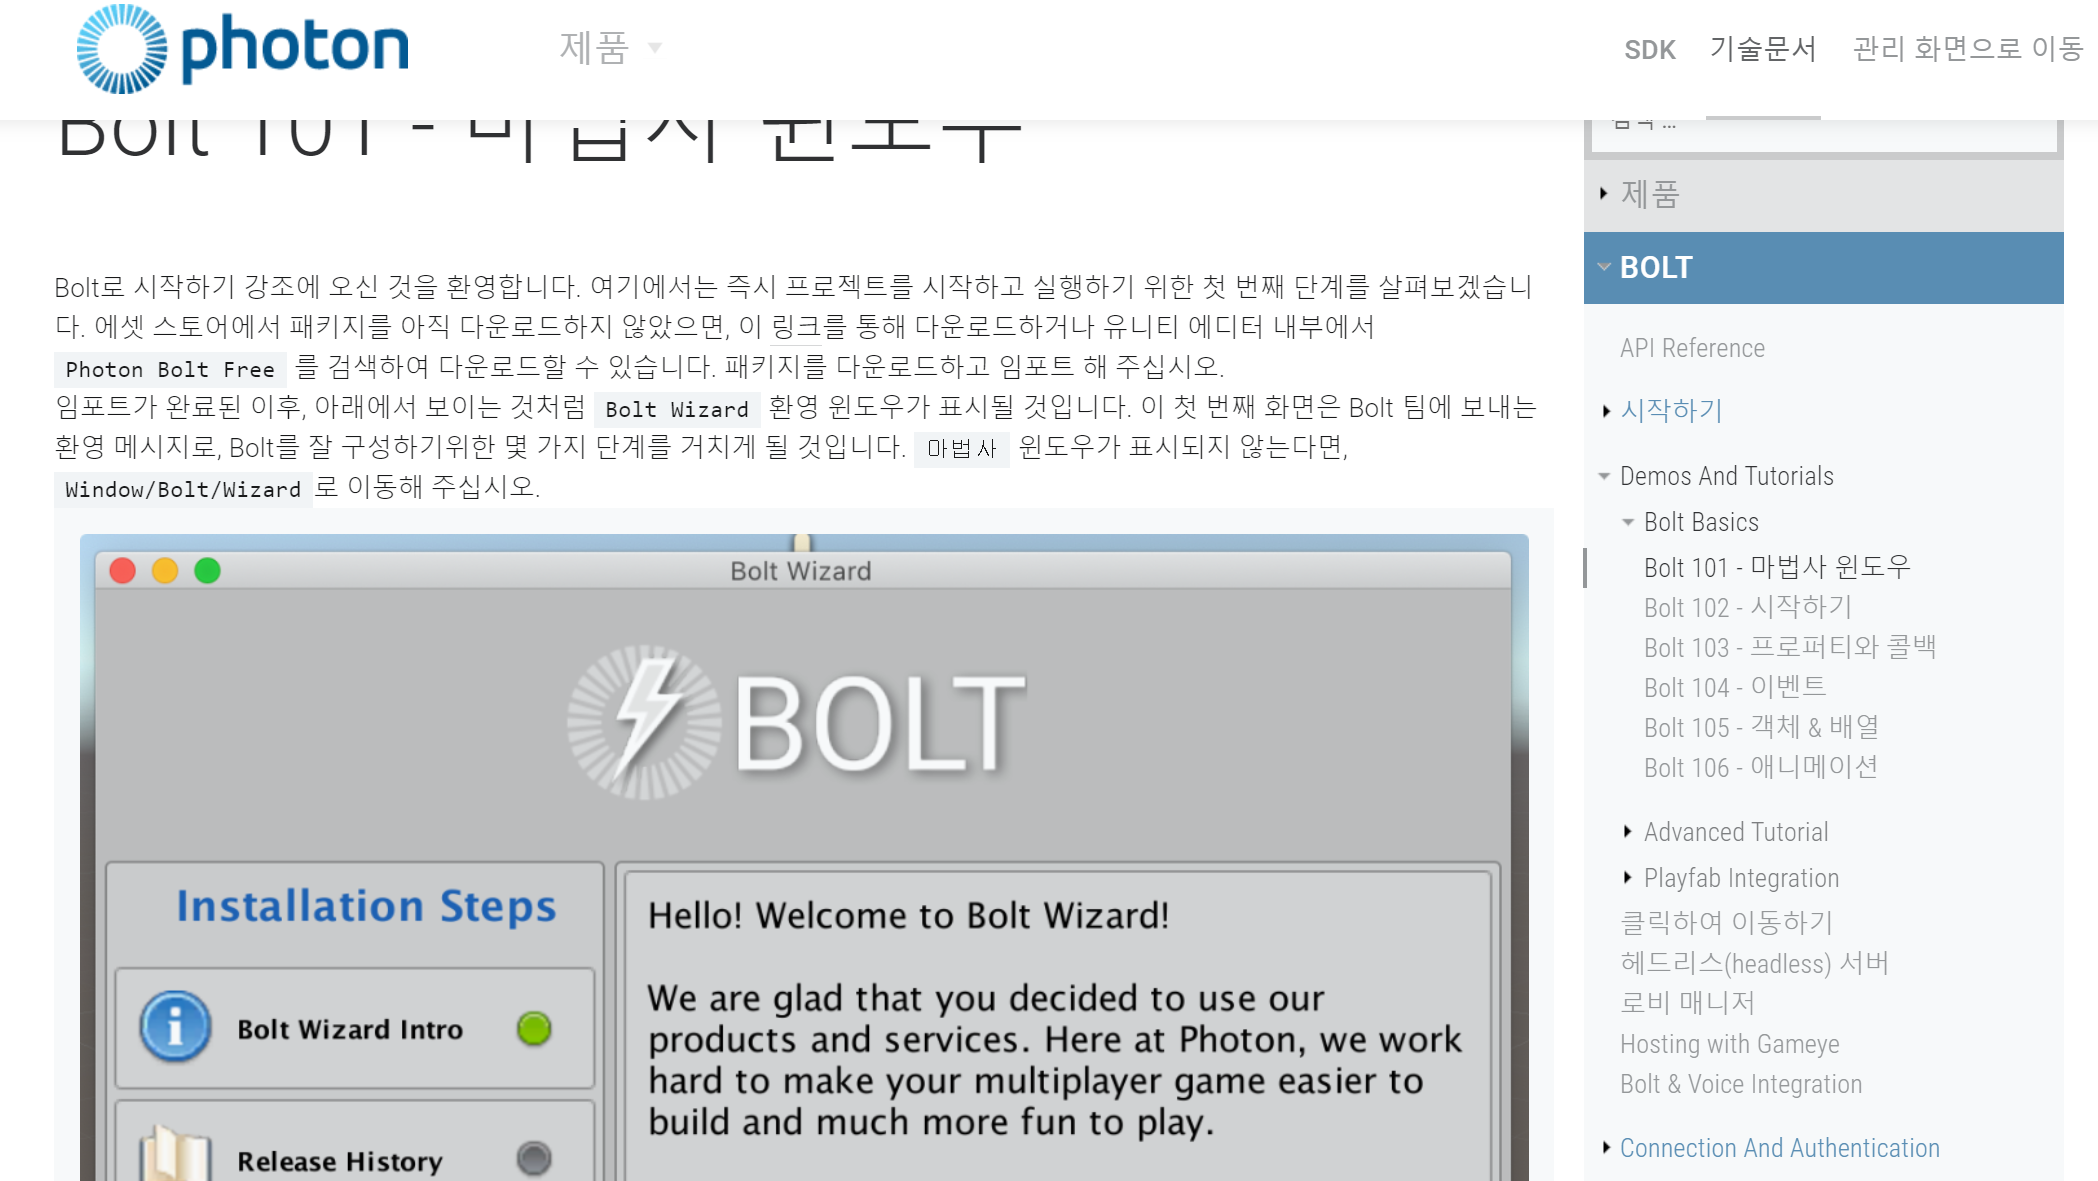 photon
제품
SDK 기술문서 관리 화면으로 이동
Bolt 101 - 마법사 윈도우
Bolt로 시작하기 강조에 오신 것을 환영합니다. 여기에서는 즉시 프로젝트를 시작하고 실행하기 위한 첫 번째 단계를 살펴보겠습니
다. 에셋 스토어에서 패키지를 아직 다운로드하지 않았으면, 이 링크를 통해 다운로드하거나 유니티 에디터 내부에서
Photon Bolt Free 를 검색하여 다운로드할 수 있습니다. 패키지를 다운로드하고 임포트 해 주십시오.
임포트가 완료된 이후, 아래에서 보이는 것처럼 Bolt Wizard 환영 윈도우가 표시될 것입니다. 이 첫 번째 화면은 Bolt 팀에 보내는
환영 메시지로, Bolt를 잘 구성하기위한 몇 가지 단계를 거치게 될 것입니다. 마법사 윈도우가 표시되지 않는다면,
Window/Bolt/Wizard로 이동해 주십시오.
Bolt Wizard
BOLT
Installation Steps
Bolt Wizard Intro
Release History
Hello! Welcome to Bolt Wizard!
We are glad that you decided to use our
products and services. Here at Photon, we work
hard to make your multiplayer game easier to
build and much more fun to play.
검색 ...
제품
BOLT
API Reference
시작하기
Demos And Tutorials
Bolt Basics
Bolt 101 - 마법사 윈도우
Bolt 102 - 시작하기
Bolt 103 - 프로퍼티와 콜백
Bolt 104 - 이벤트
Bolt 105 - 객체 & 배열
Bolt 106 - 애니메이션
Advanced Tutorial
Playfab Integration
클릭하여 이동하기
헤드리스(headless) 서버
로비 매니저
Hosting with Gameye
Bolt & Voice Integration
Connection And Authentication